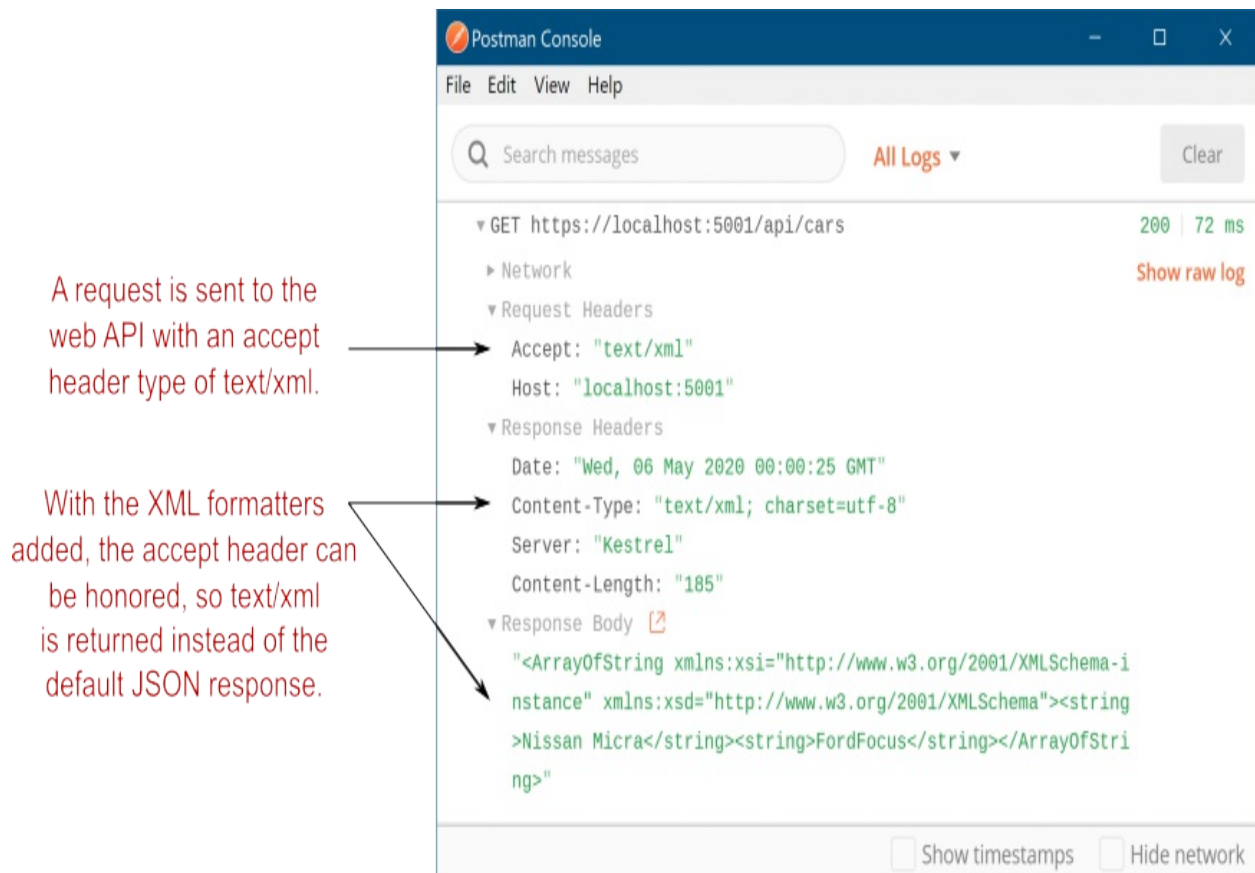 Postman Console
File Edit View Help
Search messages
All Logs
Clear
GET https://localhost:5001/api/cars
200 72 ms
Network
Show raw log
Request Headers
Accept: "text/xml"
Host: "localhost:5001"
Response Headers
Date: "Wed, 06 May 2020 00:00:25 GMT"
Content-Type: "text/xml; charset=utf-8"
Server: "Kestrel"
Content-Length: "185"
Response Body
"<ArrayOfString xmlns:xsi="http://www.w3.org/2001/XMLSchema-i
nstance" xmlns:xsd="http://www.w3.org/2001/XMLSchema"><string
>Nissan Micra</string><string>FordFocus</string></ArrayOfStri
ng>"
Show timestamps
Hide network
A request is sent to the
web API with an accept
header type of text/xml.
With the XML formatters
added, the accept header can
be honored, so text/xml
is returned instead of the
default JSON response.